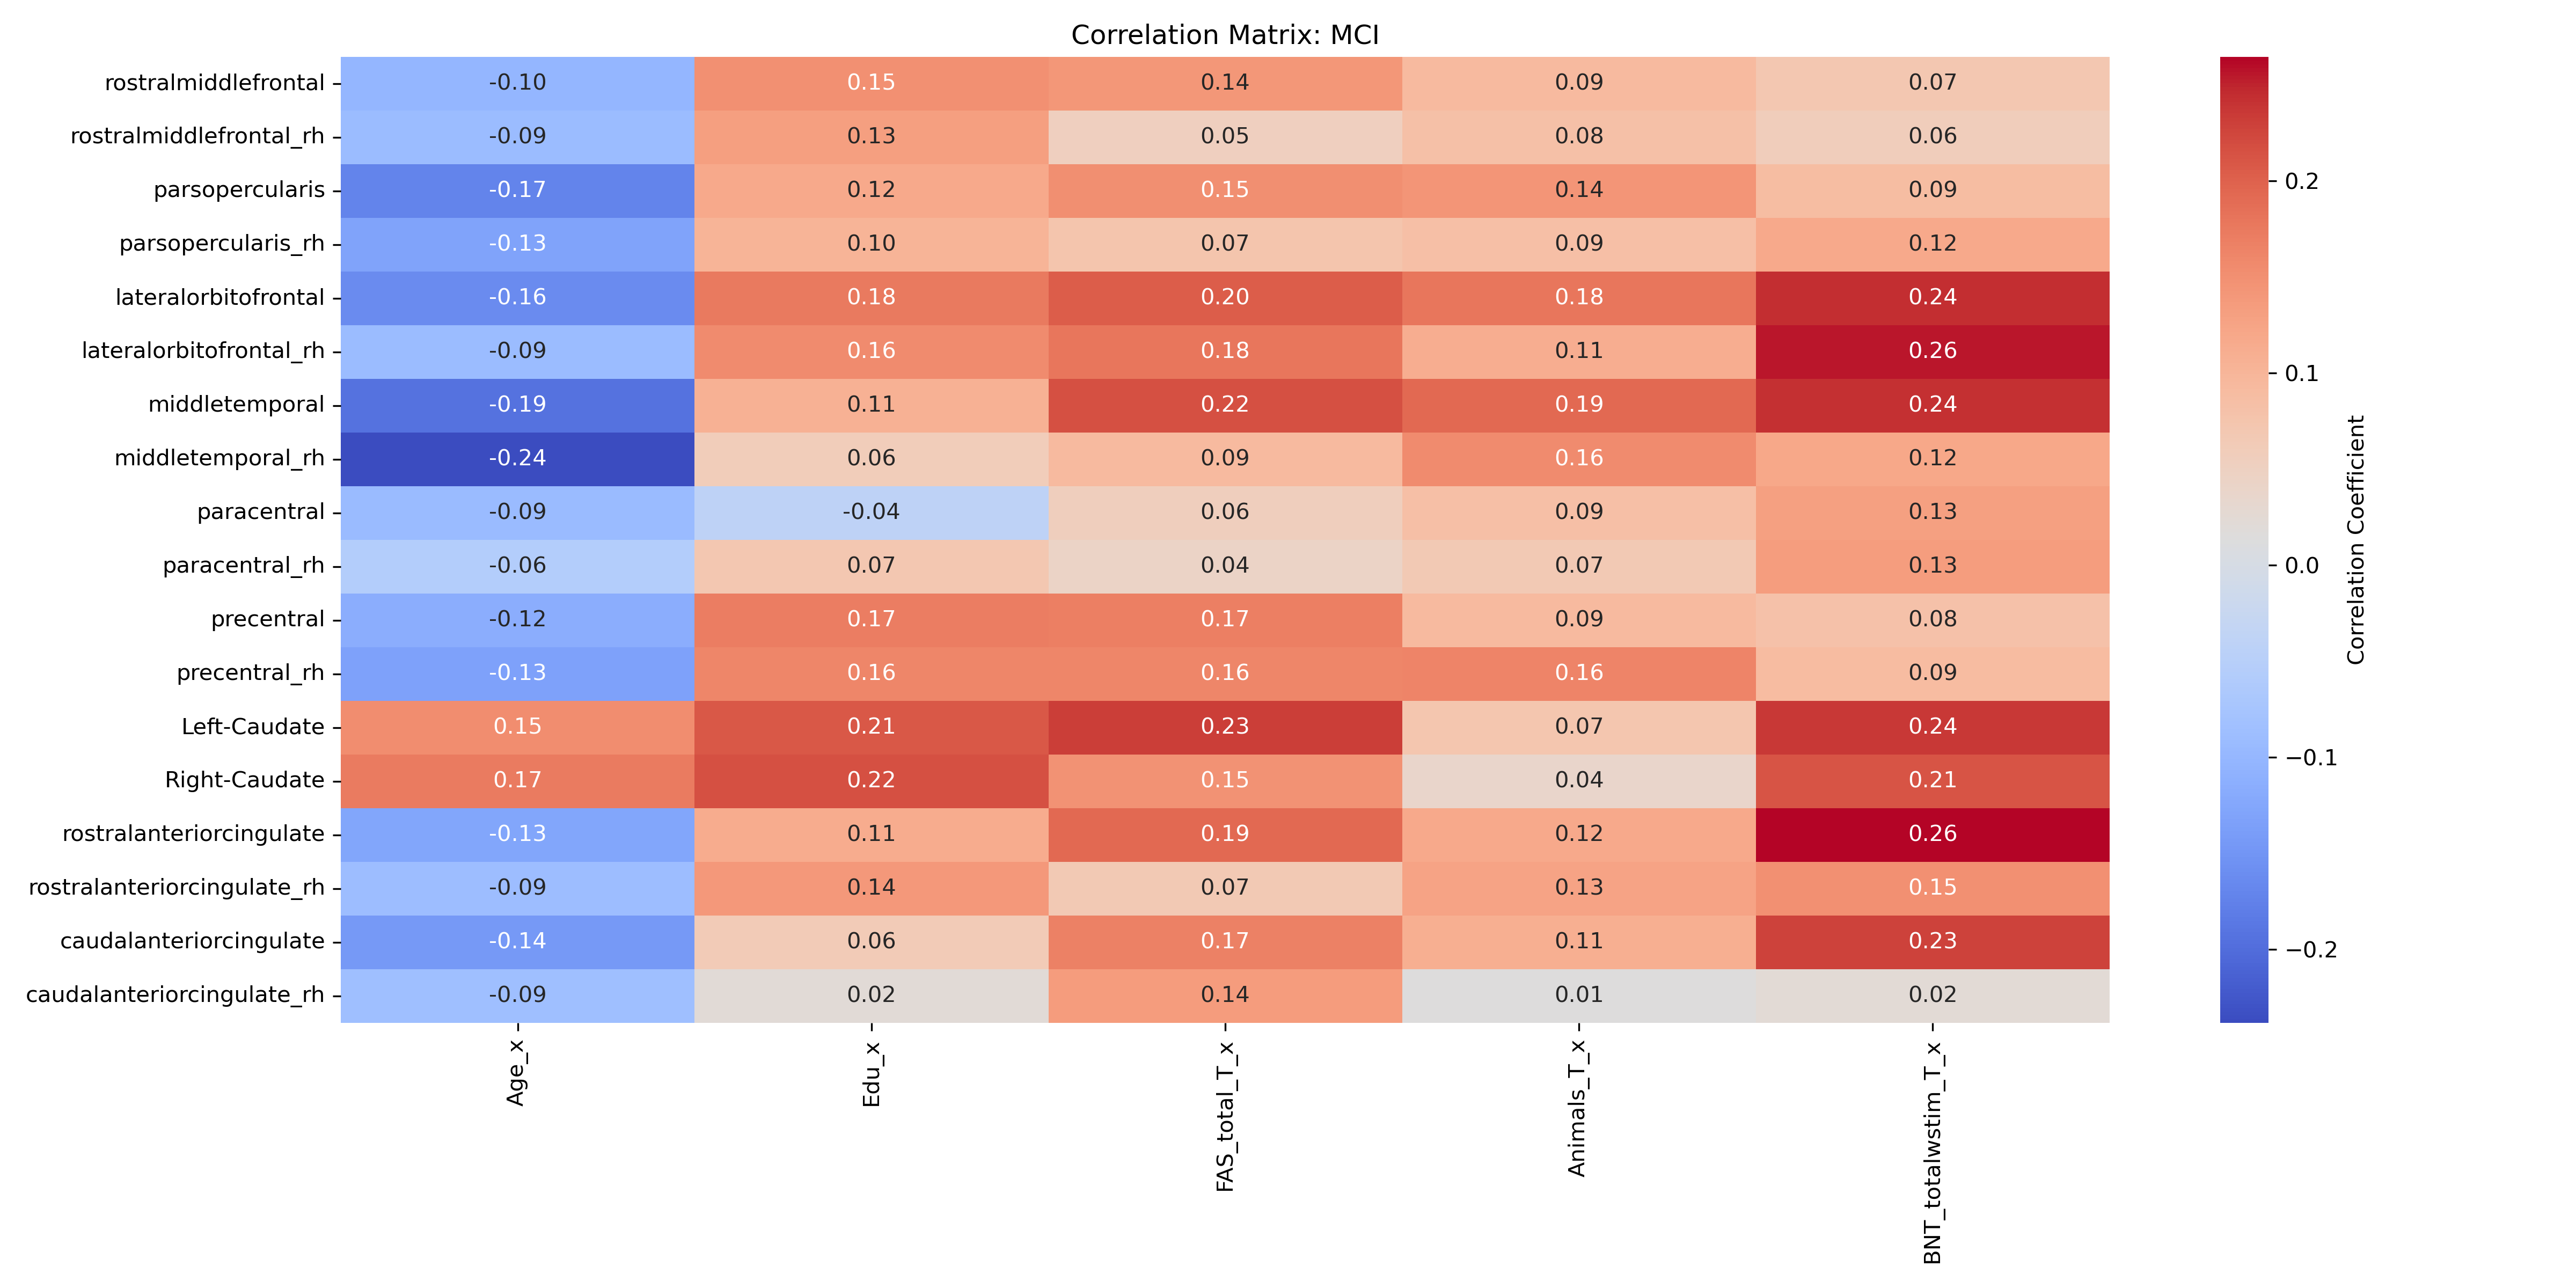 Correlation Matrix: MCI
rostralmiddlefrontal -0.10 0.15 0.14 0.09 0.07
rostralmiddlefrontal_rh -0.09 0.13 0.05 0.08 0.06
parsopercularis -0.17 0.12 0.15 0.14 0.09
parsopercularis_rh -0.13 0.10 0.07 0.09 0.12
lateralorbitofrontal -0.16 0.18 0.20 0.18 0.24
lateralorbitofrontal_rh -0.09 0.16 0.18 0.11 0.26
middletemporal -0.19 0.11 0.22 0.19 0.24
middletemporal_rh -0.24 0.06 0.09 0.16 0.12
paracentral -0.09 -0.04 0.06 0.09 0.13
paracentral_rh -0.06 0.07 0.04 0.07 0.13
precentral -0.12 0.17 0.17 0.09 0.08
precentral_rh -0.13 0.16 0.16 0.16 0.09
Left-Caudate 0.15 0.21 0.23 0.07 0.24
Right-Caudate 0.17 0.22 0.15 0.04 0.21
rostralanteriorcingulate -0.13 0.11 0.19 0.12 0.26
rostralanteriorcingulate_rh -0.09 0.14 0.07 0.13 0.15
caudalanteriorcingulate -0.14 0.06 0.17 0.11 0.23
caudalanteriorcingulate_rh -0.09 0.02 0.14 0.01 0.02
Age_x
Edu_x
FAS_total_T_x
Animals_T_x
BNT_totalwstim_T_x
0.2
0.1
0.0
−0.1
−0.2
Correlation Coefficient